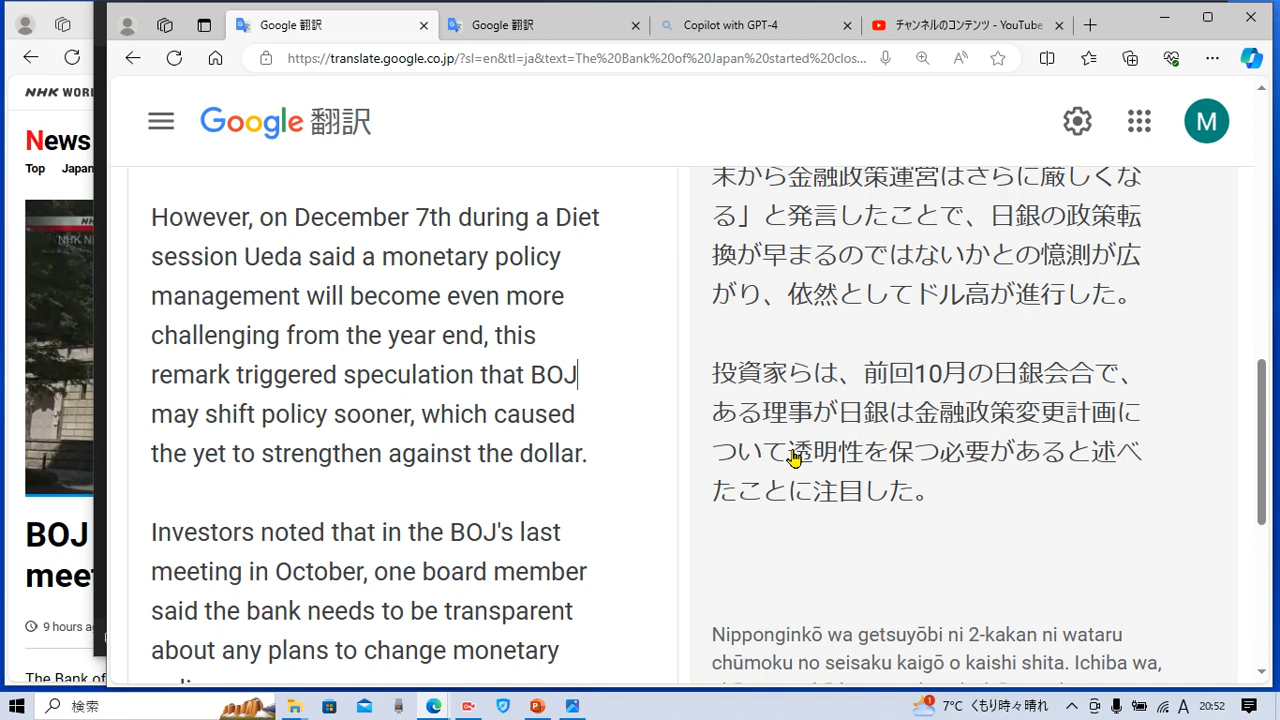 Google 翻訳
Google 翻訳
Copilot with GPT-4
チャンネルのコンテンツ - YouTube
https://translate.google.co.jp/?sl=en&tl=ja&text=The%20Bank%20of%20Japan%20started%20clos...
NHK WORL
News
Top Japan
BOJ
meet
9 hours a
The Bank of
Google 翻訳
M
However, on December 7th during a Diet
session Ueda said a monetary policy
management will become even more
challenging from the year end, this
remark triggered speculation that BOJ
may shift policy sooner, which caused
the yet to strengthen against the dollar.
Investors noted that in the BOJ's last
meeting in October, one board member
said the bank needs to be transparent
about any plans to change monetary
末から金融政策運営はさらに厳しくな
る」と発言したことで、日銀の政策転
換が早まるのではないかとの憶測が広
がり、依然としてドル高が進行した。
投資家らは、前回10月の日銀会合で、
ある理事が日銀は金融政策変更計画に
ついて透明性を保つ必要があると述べ
たことに注目した。
Nipponginkō wa getsuyōbi ni 2-kakan ni wataru
chūmoku no seisaku kaigō o kaishi shita. Ichiba wa,
検索
7°C くもり時々晴れ
A
20:52